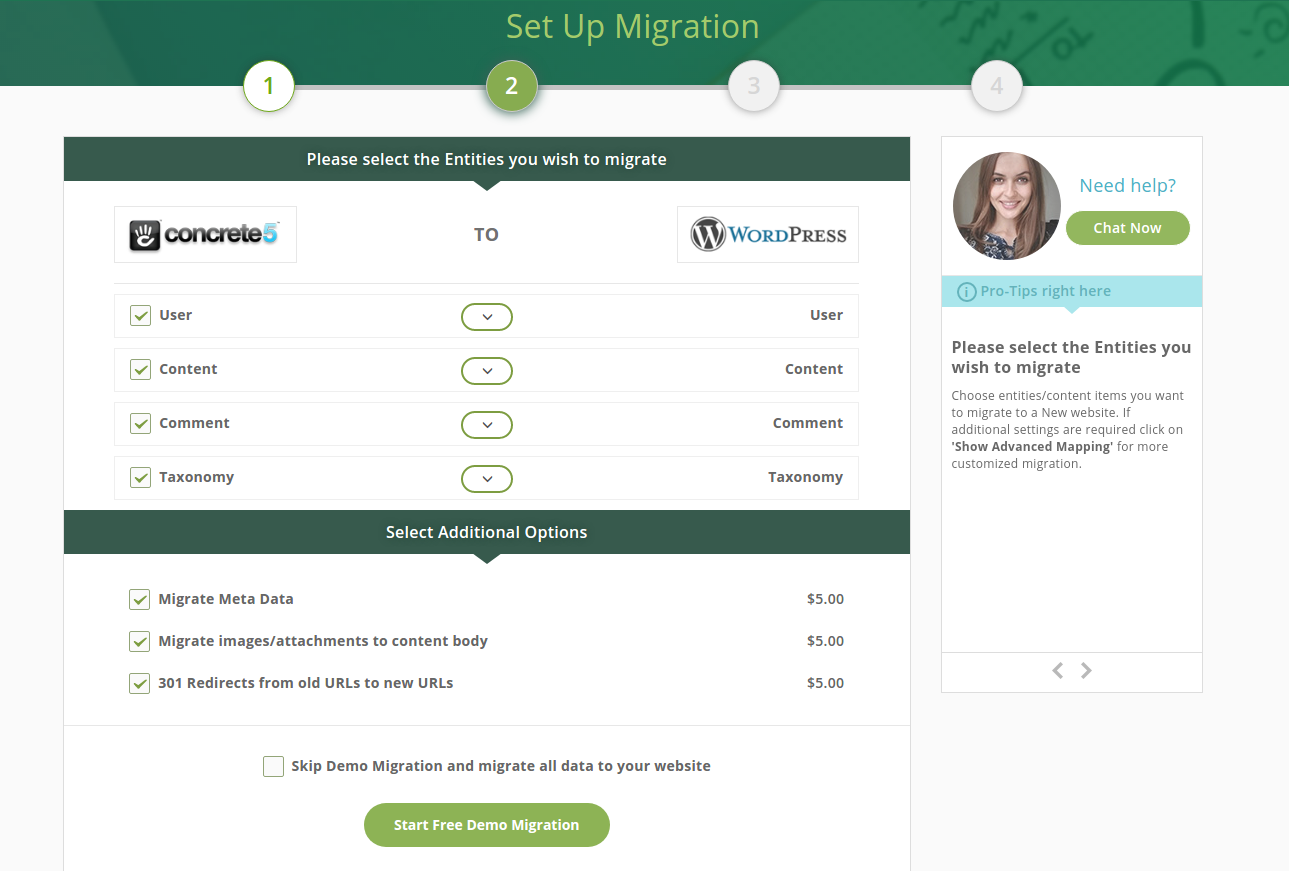 Set Up Migration
1
2
3
4
Please select the Entities you wish to migrate
concrete5™
TO
WORDPRESS
User
User
Content
Content
Comment
Comment
Taxonomy
Taxonomy
Select Additional Options
Migrate Meta Data
$5.00
Migrate images/attachments to content body
$5.00
301 Redirects from old URLs to new URLs
$5.00
Skip Demo Migration and migrate all data to your website
Start Free Demo Migration
Need help?
Chat Now
Pro-Tips right here
Please select the Entities you
wish to migrate
Choose entities/content items you want
to migrate to a New website. If
additional settings are required click on
'Show Advanced Mapping' for more
customized migration.